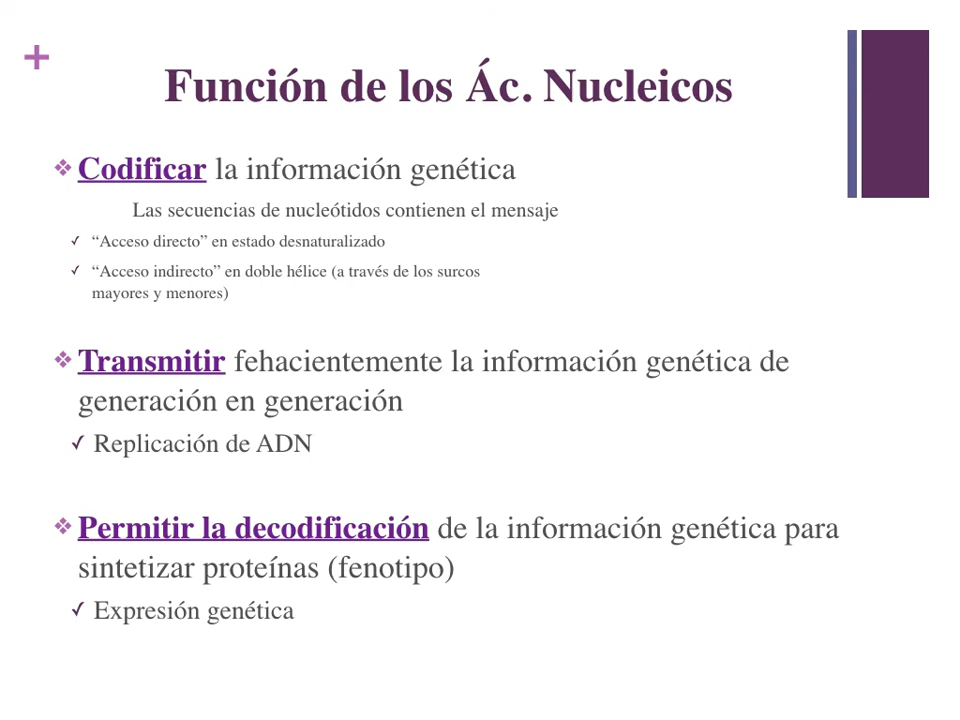 +
Función de los Ác. Nucleicos
❖ Codificar la información genética
Las secuencias de nucleótidos contienen el mensaje
✓ “Acceso directo” en estado desnaturalizado
✓ “Acceso indirecto” en doble hélice (a través de los surcos
mayores y menores)
❖ Transmitir fehacientemente la información genética de
generación en generación
✓ Replicación de ADN
❖ Permitir la decodificación de la información genética para
sintetizar proteínas (fenotipo)
✓ Expresión genética